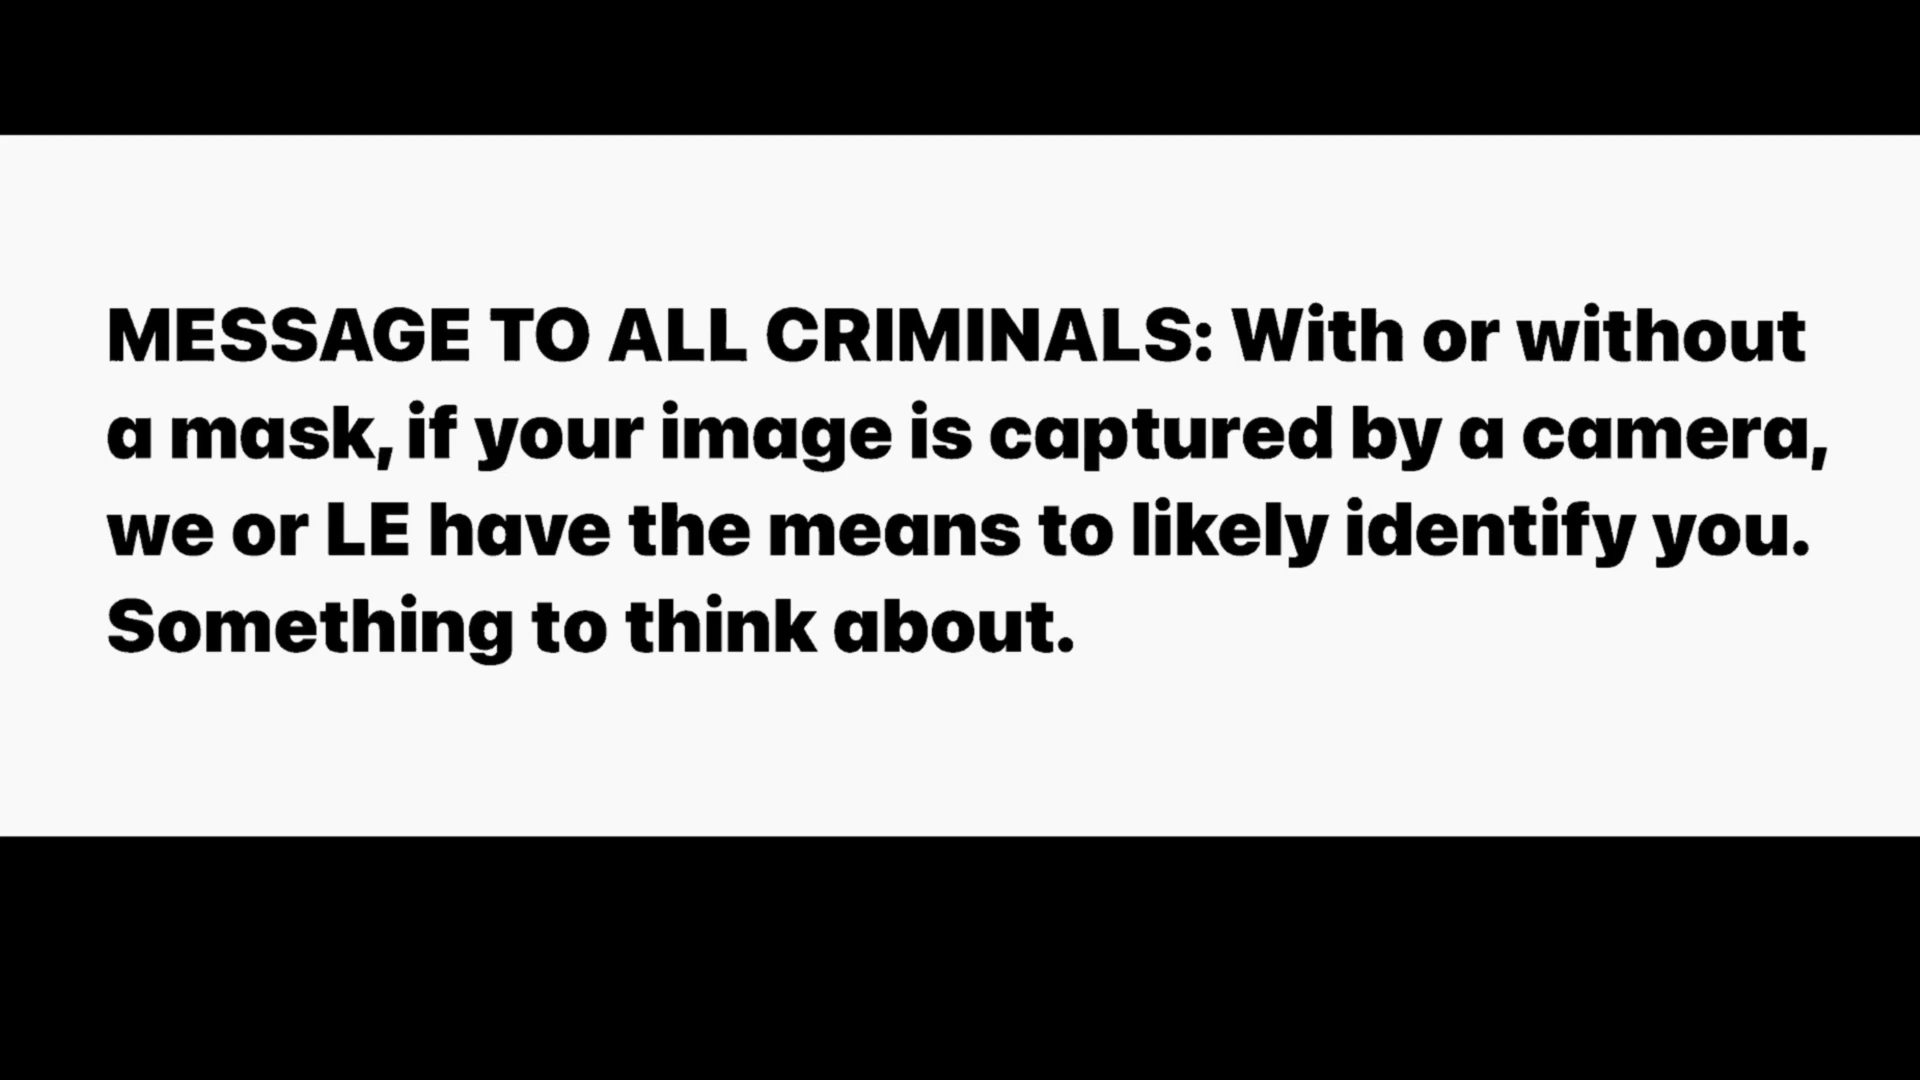 MESSAGE TO ALL CRIMINALS: With or without
a mask, if your image is captured by a camera,
we or LE have the means to likely identify you.
Something to think about.